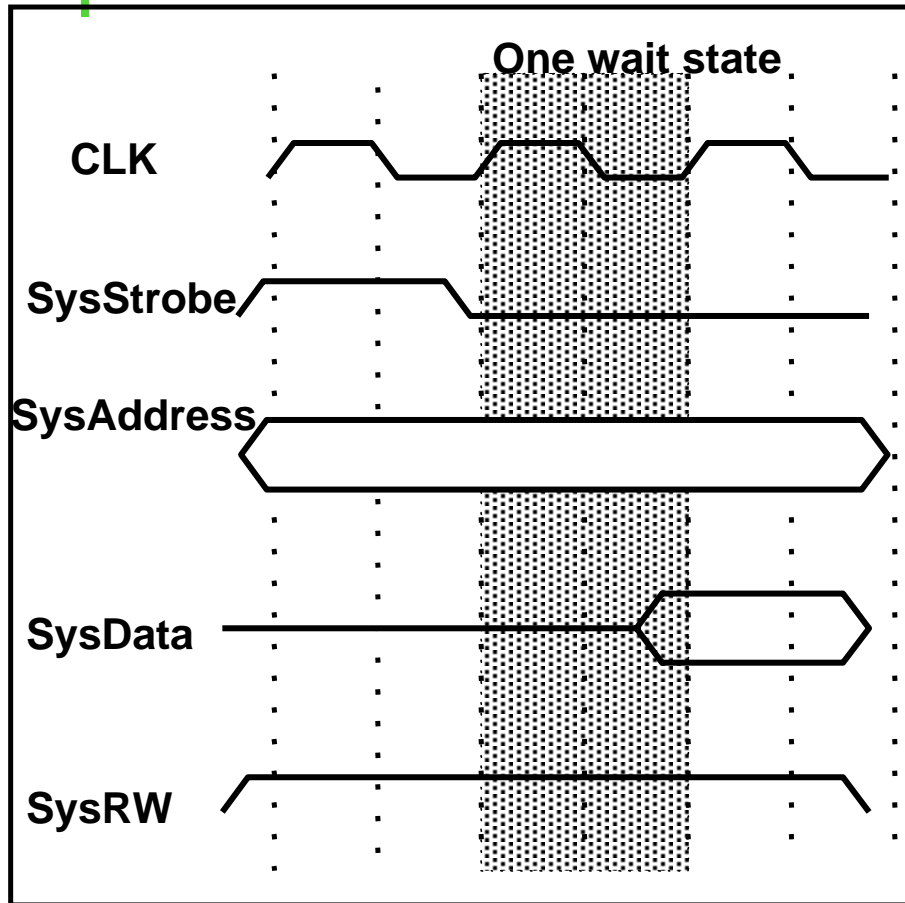 One wait state
CLK
SysStrobe
SysAddress
SysData
SysRW